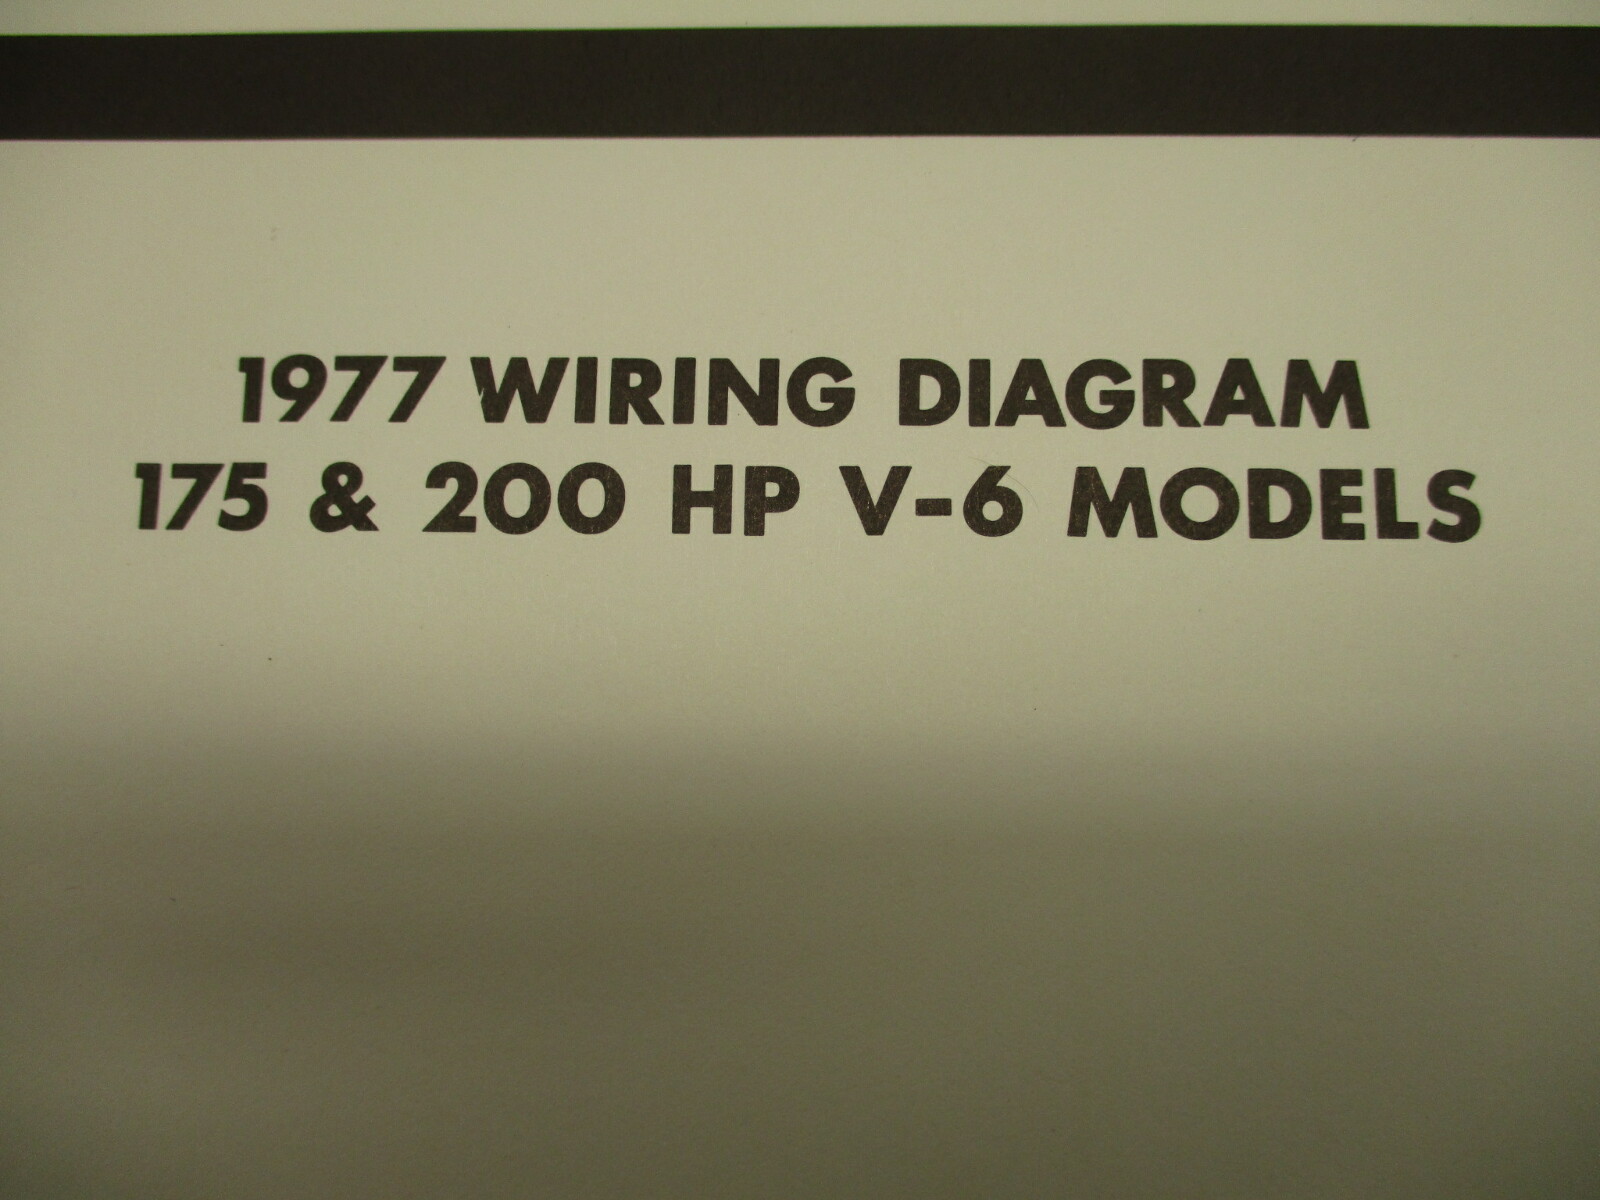 1977 WIRING DIAGRAM
175 & 200 HP V-6 MODELS